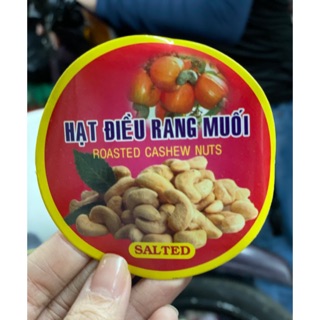 HẠT ĐIỀU RANG MUỐI
ROASTED CASHEW NUTS
SALTED